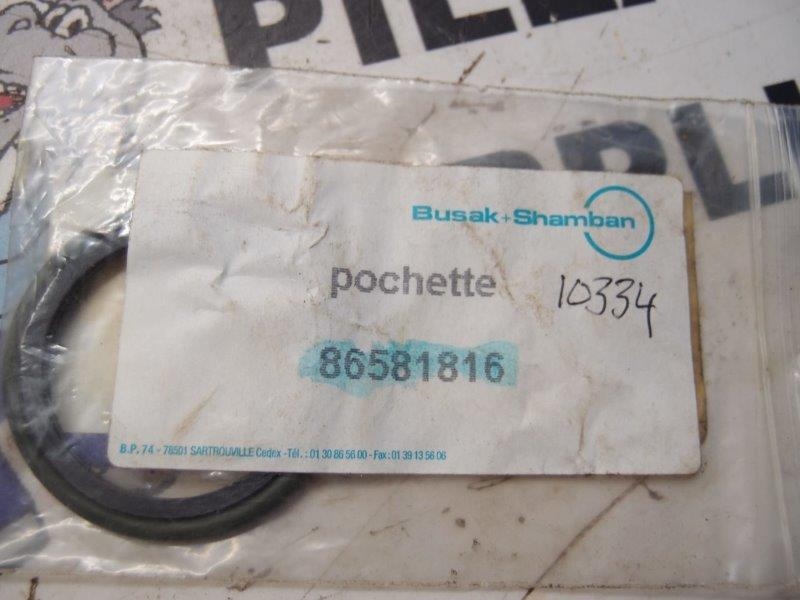 Busak+Shamban
pochette
10334
86581816
B.P. 74 - 78501 SARTROUVILLE Cedex - Tél. : 01 30 86 56 00 - Fax : 01 39 13 56 06